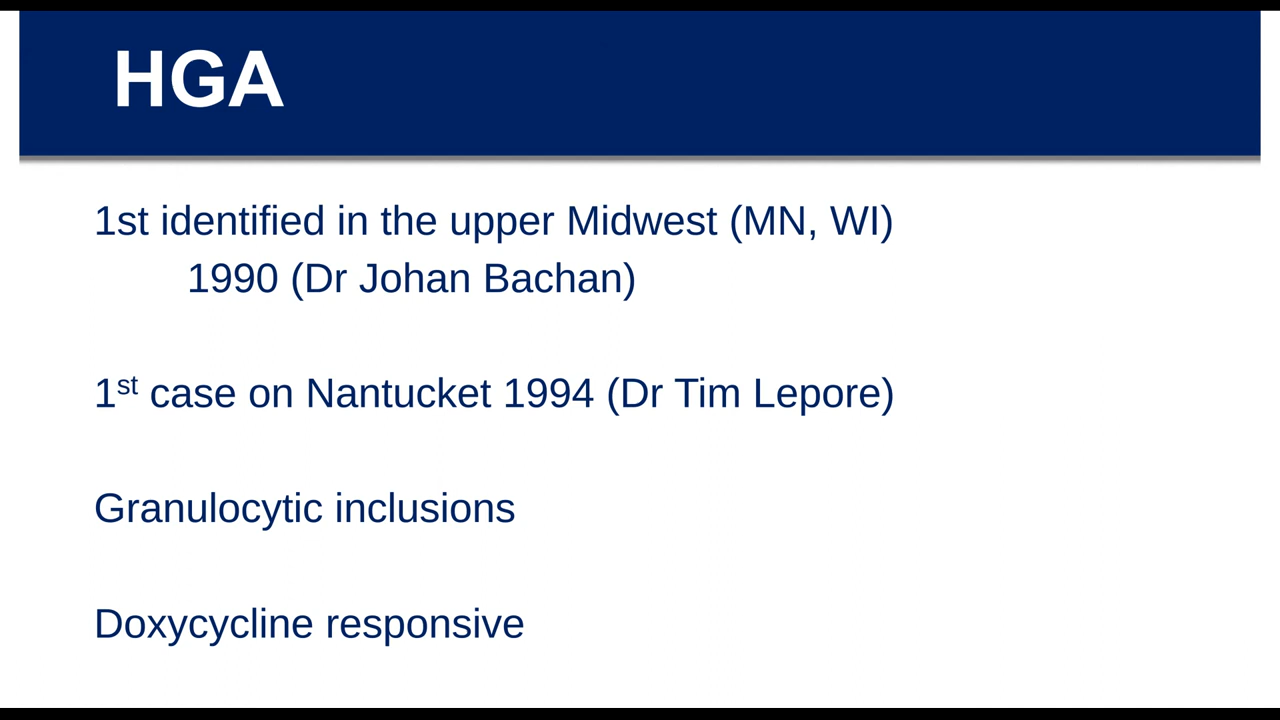 HGA
1st identified in the upper Midwest (MN, WI)
1990 (Dr Johan Bachan)
1st case on Nantucket 1994 (Dr Tim Lepore)
Granulocytic inclusions
Doxycycline responsive